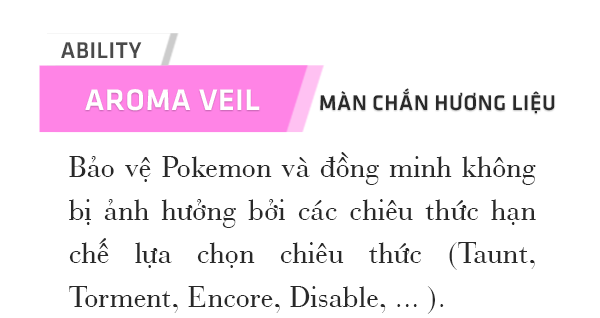 ABILITY
AROMA VEIL
MÀN CHẮN HƯƠNG LIỆU
Bảo vệ Pokemon và đồng minh không
bị ảnh hưởng bởi các chiêu thức hạn
chế lựa chọn chiêu thức (Taunt,
Torment, Encore, Disable, ... ).